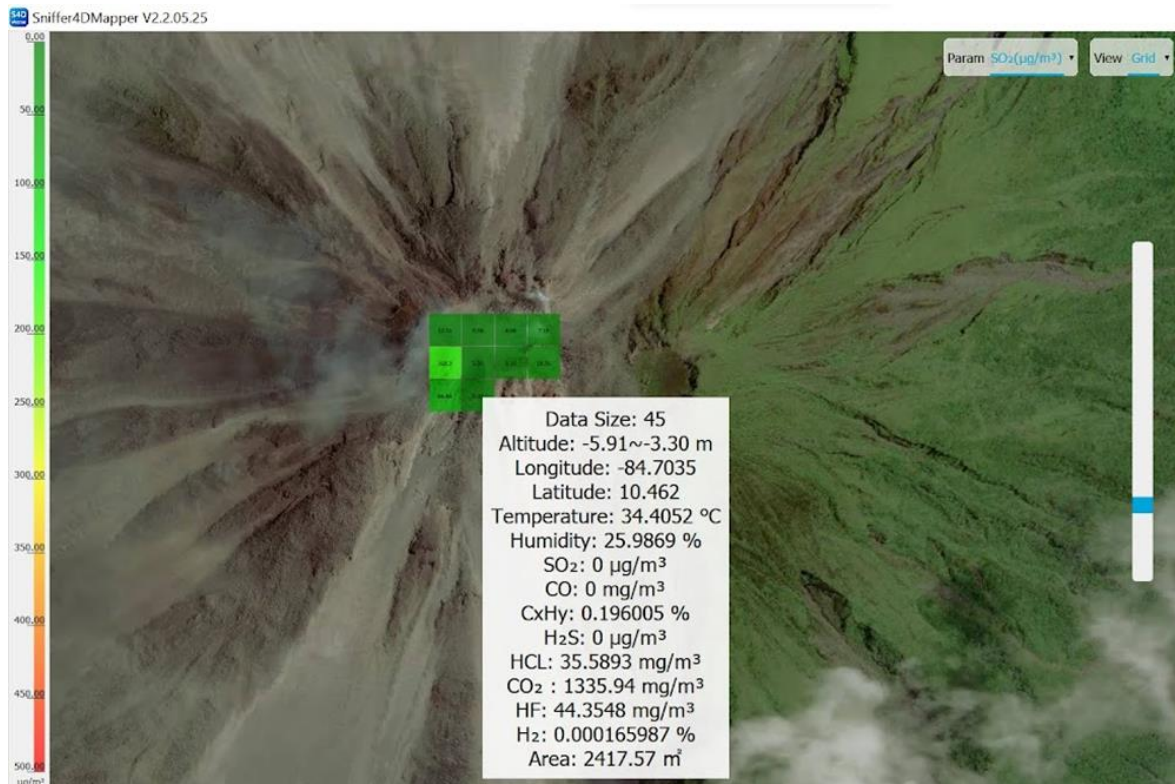 S4D
Sniffer4DMapper V2.2.05.25
Param SO₂(µg/m³) ▾ View Grid ▾
0.00
50.00
100.00
150.00
200.00
250.00
300.00
350.00
400.00
450.00
500.00
µg/m³
Data Size: 45
Altitude: -5.91~-3.30 m
Longitude: -84.7035
Latitude: 10.462
Temperature: 34.4052 °C
Humidity: 25.9869 %
SO₂: 0 µg/m³
CO: 0 mg/m³
CxHy: 0.196005 %
H₂S: 0 µg/m³
HCL: 35.5893 mg/m³
CO₂ : 1335.94 mg/m³
HF: 44.3548 mg/m³
H₂: 0.000165987 %
Area: 2417.57 m²